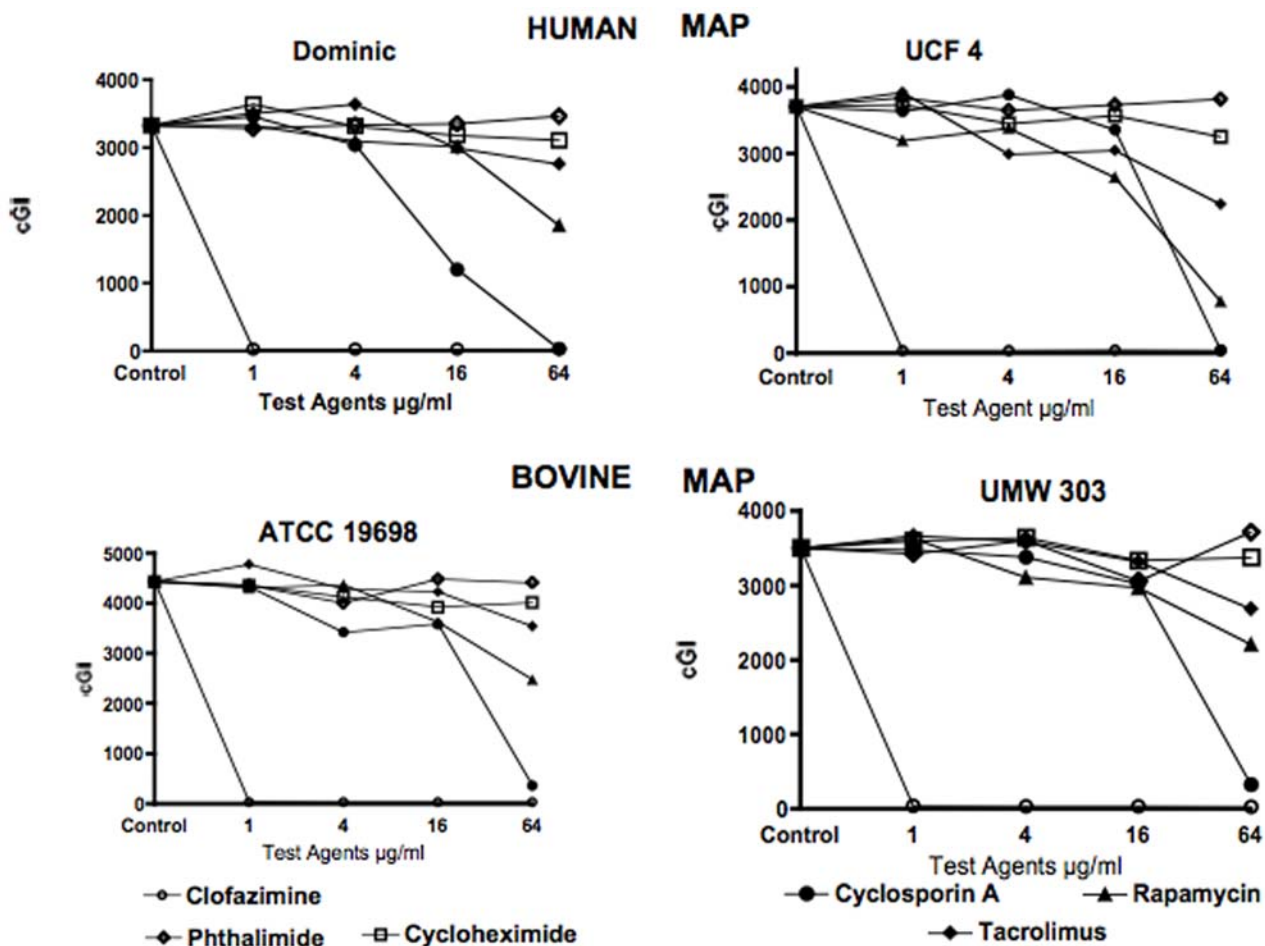 HUMAN MAP
Dominic
UCF 4
4000
3000
2000
1000
0
cGI
Control 1 4 16 64
Test Agents µg/ml
4000
3000
2000
1000
0
cGI
Control 1 4 16 64
Test Agent µg/ml
BOVINE MAP
ATCC 19698
UMW 303
5000
4000
3000
2000
1000
0
cGI
Control 1 4 16 64
Test Agents µg/ml
4000
3000
2000
1000
0
cGI
Control 1 4 16 64
Test Agents µg/ml
Clofazimine
Phthalimide Cycloheximide
Cyclosporin A Rapamycin
Tacrolimus